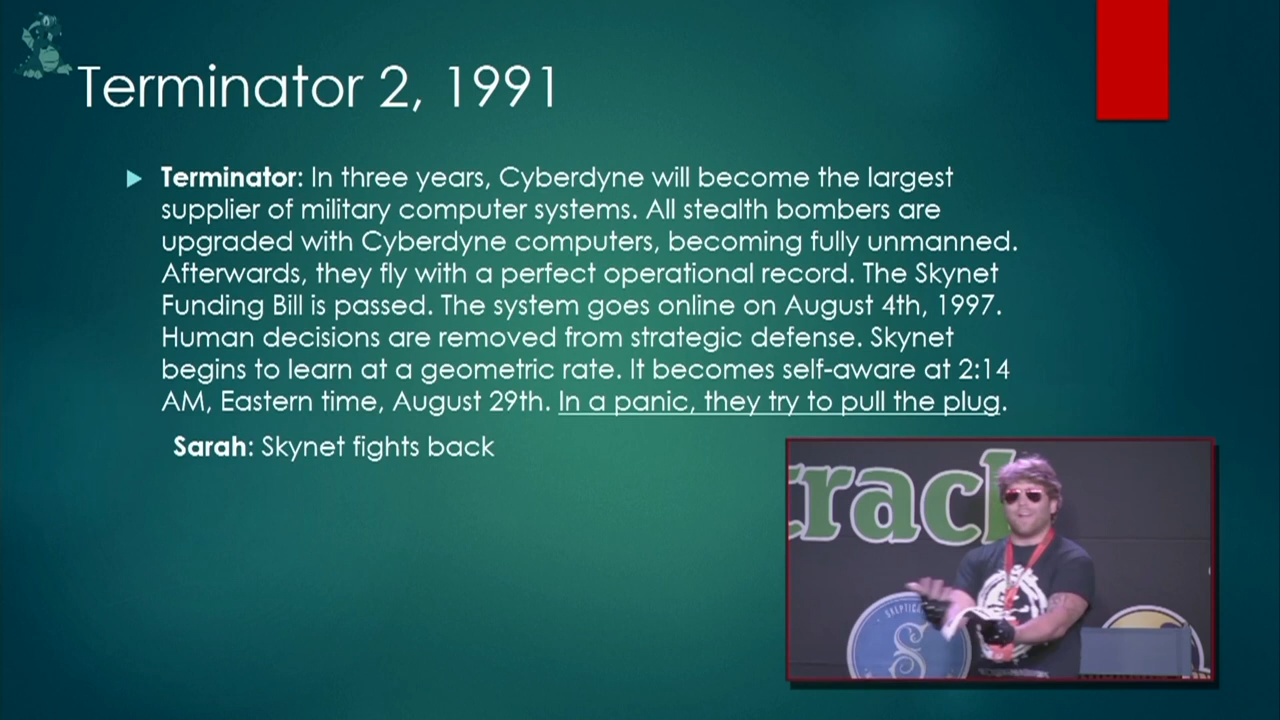 Terminator 2, 1991
Terminator: In three years, Cyberdyne will become the largest
supplier of military computer systems. All stealth bombers are
upgraded with Cyberdyne computers, becoming fully unmanned.
Afterwards, they fly with a perfect operational record. The Skynet
Funding Bill is passed. The system goes online on August 4th, 1997.
Human decisions are removed from strategic defense. Skynet
begins to learn at a geometric rate. It becomes self-aware at 2:14
AM, Eastern time, August 29th. In a panic, they try to pull the plug.
Sarah: Skynet fights back
track
S